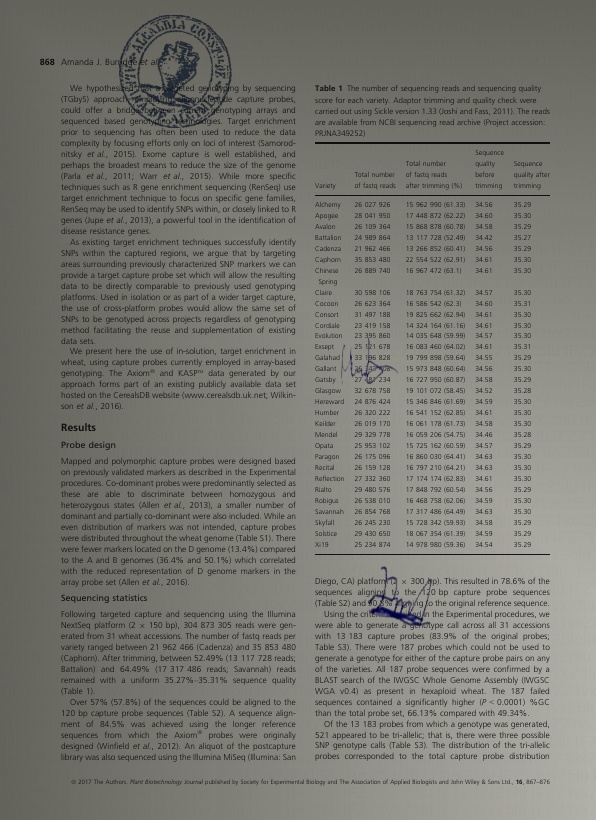 868 Amanda J. Burridge et al.
We hypothesized that a targeted genotyping by sequencing
(TGbyS) approach, capture probes,
could offer a bridge between current genotyping arrays and
sequenced based genotyping technologies. Target enrichment
prior to sequencing has often been used to reduce the data
complexity by focusing efforts only on loci of interest (Samorod-
nitsky et al., 2015). Exome capture is well established, and
perhaps the broadest means to reduce the size of the genome
(Parla et al., 2011; Warr et al., 2015). While more specific
techniques such as R gene enrichment sequencing (RenSeq) use
target enrichment technique to focus on specific gene families,
RenSeq may be used to identify SNPs within, or closely linked to R
genes (Jupe et al., 2013), a powerful tool in the identification of
disease resistance genes.
As existing target enrichment techniques successfully identify
SNPs within the captured regions, we argue that by targeting
areas surrounding previously characterized SNP markers we can
provide a target capture probe set which will allow the resulting
data to be directly comparable to previously used genotyping
platforms. Used in isolation or as part of a wider target capture,
the use of cross-platform probes would allow the same set of
SNPs to be genotyped across projects regardless of genotyping
method facilitating the reuse and supplementation of existing
data sets.
We present here the use of in-solution, target enrichment in
wheat, using capture probes currently employed in array-based
genotyping. The Axiom® and KASP™ data generated by our
approach forms part of an existing publicly available data set
hosted on the CerealsDB website (www.cerealsdb.uk.net; Wilkin-
son et al., 2016).
Results
Probe design
Mapped and polymorphic capture probes were designed based
on previously validated markers as described in the Experimental
procedures. Co-dominant probes were predominantly selected as
these are able to discriminate between homozygous and
heterozygous states (Allen et al., 2013), a smaller number of
dominant and partially co-dominant were also included. While an
even distribution of markers was not intended, capture probes
were distributed throughout the wheat genome (Table S1). There
were fewer markers located on the D genome (13.4%) compared
to the A and B genomes (36.4% and 50.1%) which correlated
with the reduced representation of D genome markers in the
array probe set (Allen et al., 2016).
Sequencing statistics
Following targeted capture and sequencing using the Illumina
NextSeq platform (2 × 150 bp), 304 873 305 reads were gen-
erated from 31 wheat accessions. The number of fastq reads per
variety ranged between 21 962 466 (Cadenza) and 35 853 480
(Caphorn). After trimming, between 52.49% (13 117 728 reads;
Battalion) and 64.49% (17 317 486 reads; Savannah) reads
remained with a uniform 35.27%–35.31% sequence quality
(Table 1).
Over 57% (57.8%) of the sequences could be aligned to the
120 bp capture probe sequences (Table S2). A sequence align-
ment of 84.5% was achieved using the longer reference
sequences from which the Axiom® probes were originally
designed (Winfield et al., 2012). An aliquot of the postcapture
library was also sequenced using the Illumina MiSeq (Illumina: San
Table 1 The number of sequencing reads and sequencing quality
score for each variety. Adaptor trimming and quality check were
carried out using Sickle version 1.33 (Joshi and Fass, 2011). The reads
are available from NCBI sequencing read archive (Project accession:
PRJNA349252)
Variety Total number of fastq reads Total number of fastq reads after trimming (%) Sequence quality before trimming Sequence quality after trimming
Alchemy 26 027 926 15 962 990 (61.33) 34.56 35.29
Apogee 28 041 950 17 448 872 (62.22) 34.60 35.30
Avalon 26 109 364 15 868 878 (60.78) 34.58 35.29
Battalion 24 989 864 13 117 728 (52.49) 34.42 35.27
Cadenza 21 962 466 13 266 852 (60.41) 34.56 35.29
Caphorn 35 853 480 22 554 522 (62.91) 34.61 35.30
Chinese 26 889 740 16 967 472 (63.1) 34.61 35.30
Spring
Claire 30 598 106 18 763 754 (61.32) 34.57 35.30
Cocoon 26 623 364 16 586 542 (62.3) 34.60 35.31
Consort 31 497 188 19 825 662 (62.94) 34.61 35.30
Cordiale 23 419 158 14 324 164 (61.16) 34.61 35.30
Evolution 23 395 860 14 035 648 (59.99) 34.57 35.30
Exsept 25 678 16 083 460 (64.02) 34.61 35.31
Galahad 33 828 19 799 898 (59.64) 34.55 35.29
Gallant 15 973 848 (60.64) 34.56 35.30
Gatsby 27 234 16 727 950 (60.87) 34.58 35.29
Glasgow 32 678 758 19 101 072 (58.45) 34.52 35.28
Hereward 24 876 424 15 346 846 (61.69) 34.59 35.30
Humber 26 320 222 16 541 152 (62.85) 34.61 35.30
Keilder 26 019 170 16 061 178 (61.73) 34.58 35.30
Mendel 29 329 778 16 059 206 (54.75) 34.46 35.28
Opata 25 953 102 15 725 162 (60.59) 34.57 35.29
Paragon 26 175 096 16 860 030 (64.41) 34.63 35.30
Recital 26 159 128 16 797 210 (64.21) 34.63 35.30
Reflection 27 332 360 17 174 174 (62.83) 34.60 35.30
Rialto 29 480 576 17 848 792 (60.54) 34.56 35.29
Robigus 26 538 010 16 468 758 (62.06) 34.59 35.30
Savannah 26 854 768 17 317 486 (64.49) 34.63 35.30
Skyfall 26 245 230 15 728 342 (59.93) 34.58 35.29
Solstice 29 430 650 18 067 354 (61.39) 34.59 35.29
Xi19 25 234 874 14 978 980 (59.36) 34.54 35.29
Diego, CA) platform × 300 bp). This resulted in 78.6% of the
sequences aligning to the 120 bp capture probe sequences
(Table S2) and to the original reference sequence.
Using the criteria in the Experimental procedures, we
were able to generate a genotype call across all 31 accessions
with 13 183 capture probes (83.9% of the original probes;
Table S3). There were 187 probes which could not be used to
generate a genotype for either of the capture probe pairs on any
of the varieties. All 187 probe sequences were confirmed by a
BLAST search of the IWGSC Whole Genome Assembly (IWGSC
WGA v0.4) as present in hexaploid wheat. The 187 failed
sequences contained a significantly higher (P < 0.0001) %GC
than the total probe set, 66.13% compared with 49.34%.
Of the 13 183 probes from which a genotype was generated,
521 appeared to be tri-allelic; that is, there were three possible
SNP genotype calls (Table S3). The distribution of the tri-allelic
probes corresponded to the total capture probe distribution
© 2017 The Authors. Plant Biotechnology Journal published by Society for Experimental Biology and The Association of Applied Biologists and John Wiley & Sons Ltd., 16, 867–876